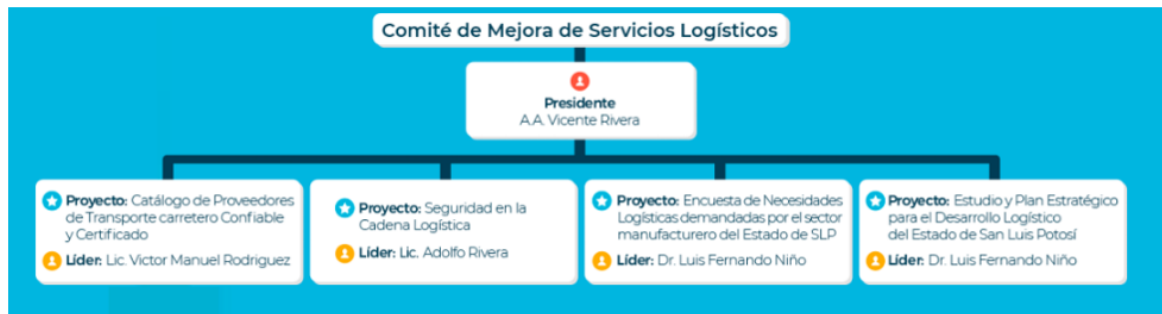 Comité de Mejora de Servicios Logísticos
Presidente
A.A. Vicente Rivera
Proyecto: Catálogo de Proveedores
de Transporte carretero Confiable
y Certificado
Líder: Lic. Victor Manuel Rodriguez
Proyecto: Seguridad en la
Cadena Logística
Líder: Lic. Adolfo Rivera
Proyecto: Encuesta de Necesidades
Logísticas demandadas por el sector
manufacturero del Estado de SLP
Líder: Dr. Luis Fernando Niño
Proyecto: Estudio y Plan Estratégico
para el Desarrollo Logístico
del Estado de San Luis Potosí
Líder: Dr. Luis Fernando Niño